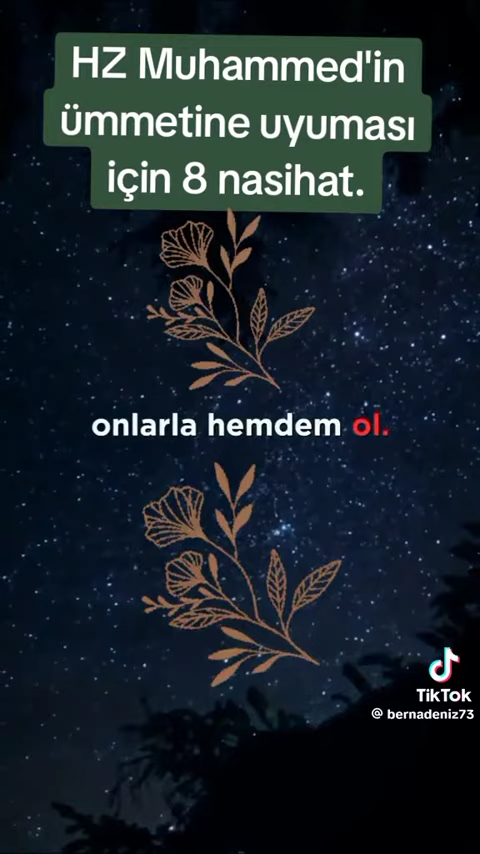 HZ Muhammed'in
ümmetine uyuması
için 8 nasihat.
onlarla hemdem ol.
TikTok
@ bernadeniz73